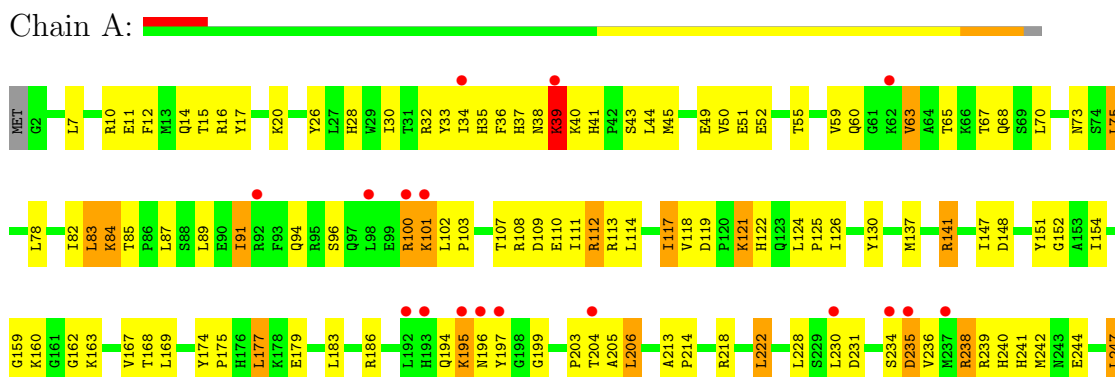 Chain A:
MET G2 L7 R10 E11 F12 M13 Q14 T15 R16 Y17 K20 Y26 L27 H28 W29 I30 T31 R32 Y33 I34 H35 F36 H37 N38 K39 K40 H41 P42 S43 L44 M45 E49 V50 E51 E52 T55 V59 Q60 G61 K62 V63 A64 T65 K66 T67 Q68 S69 L70 N73 S74 L75
L78 I82 L83 K84 T85 P86 L87 S88 L89 E90 I91 R92 F93 Q94 R95 S96 Q97 L98 E99 R100 K101 L102 P103 T107 R108 D109 E110 I111 R112 R113 L114 I117 V118 D119 P120 K121 H122 Q123 L124 P125 I126 Y130 M137 R141 I147 D148 Y151 G152 A153 I154
G159 K160 G161 G162 K163 V167 T168 L169 Y174 P175 H176 L177 K178 E179 L183 R186 L192 H193 Q194 K195 N196 Y197 G198 G199 P203 T204 A205 L206 A213 P214 R218 L222 L228 S229 L230 D231 S234 D235 V236 M237 R238 R239 H240 H241 M242 N243 E244